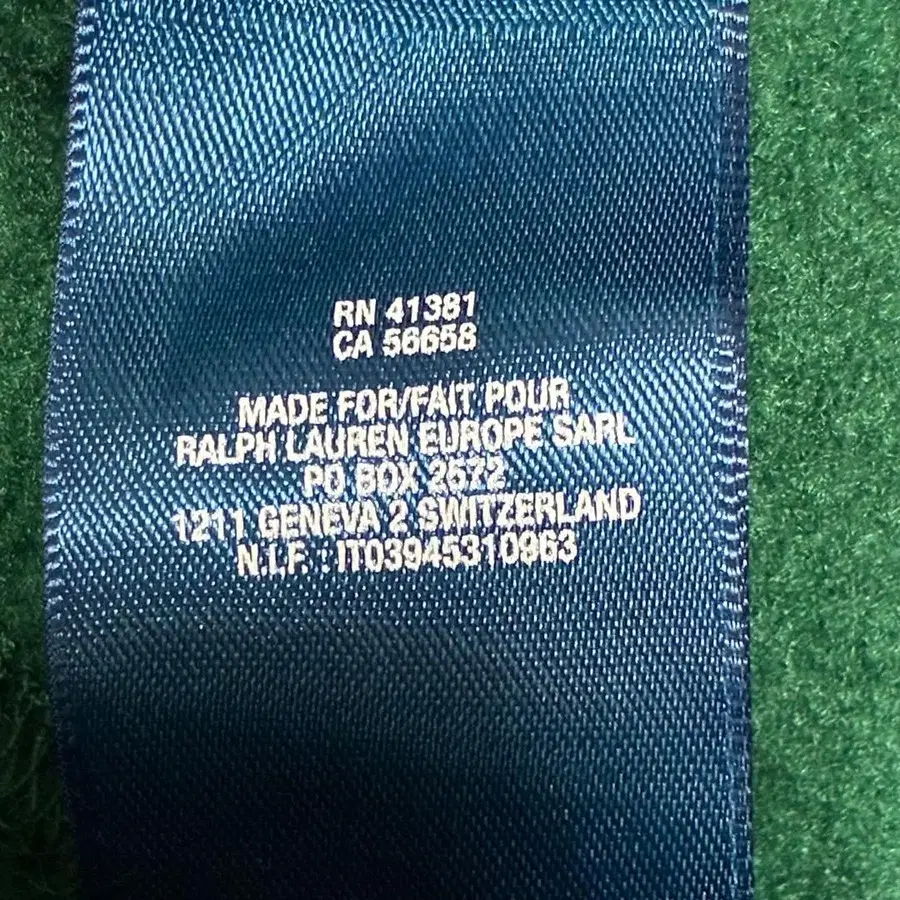 RN 41381
CA 56658
MADE FOR/FAIT POUR
RALPH LAUREN EUROPE SARL
PO BOX 2672
1211 GENEVA 2 SWITZERLAND
N.I.F. : IT03945310963